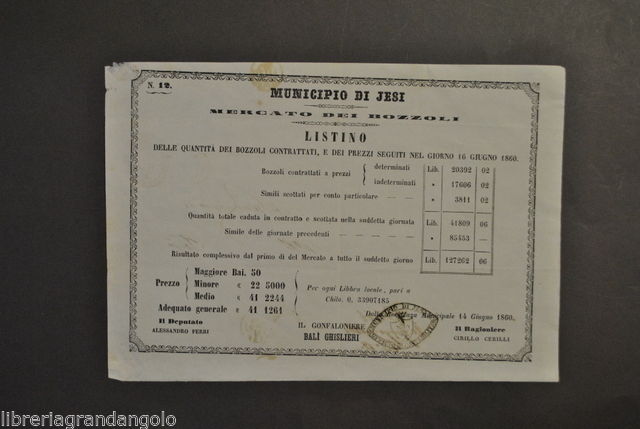 N. 12.
MUNICIPIO DI JESI
MERCATO DEI BOZZOLI
LISTINO
DELLE QUANTITÀ DEI BOZZOLI CONTRATTATI, E DEI PREZZI SEGUITI NEL GIORNO 16 GIUGNO 1860.
Bozzoli contrattati a prezzi determinati Lib. 20392 02
indeterminati » 17606 02
Simili scottati per conto particolare — — — » 3811 02
Quantità totale caduta in contratto e scottata nella suddetta giornata Lib. 41809 06
Simile delle giornate precedenti — — — — — » 85453 —
Risultato complessivo dal primo dì del Mercato a tutto il suddetto giorno Lib. 127262 06
Prezzo Maggiore Bai. 50
Minore € 22 5000
Medio € 41 2244
Adequato generale € 41 1261
Per ogni Libbra locale, pari a
Chilo. 0, 33907185
Municipale 14 Giugno 1860.
Il Deputato
ALESSANDRO FERRI
IL GONFALONIERE
BALÌ GHISLIERI
Il Ragioniere
CIRILLO CERILLI
libreriagrandangolo